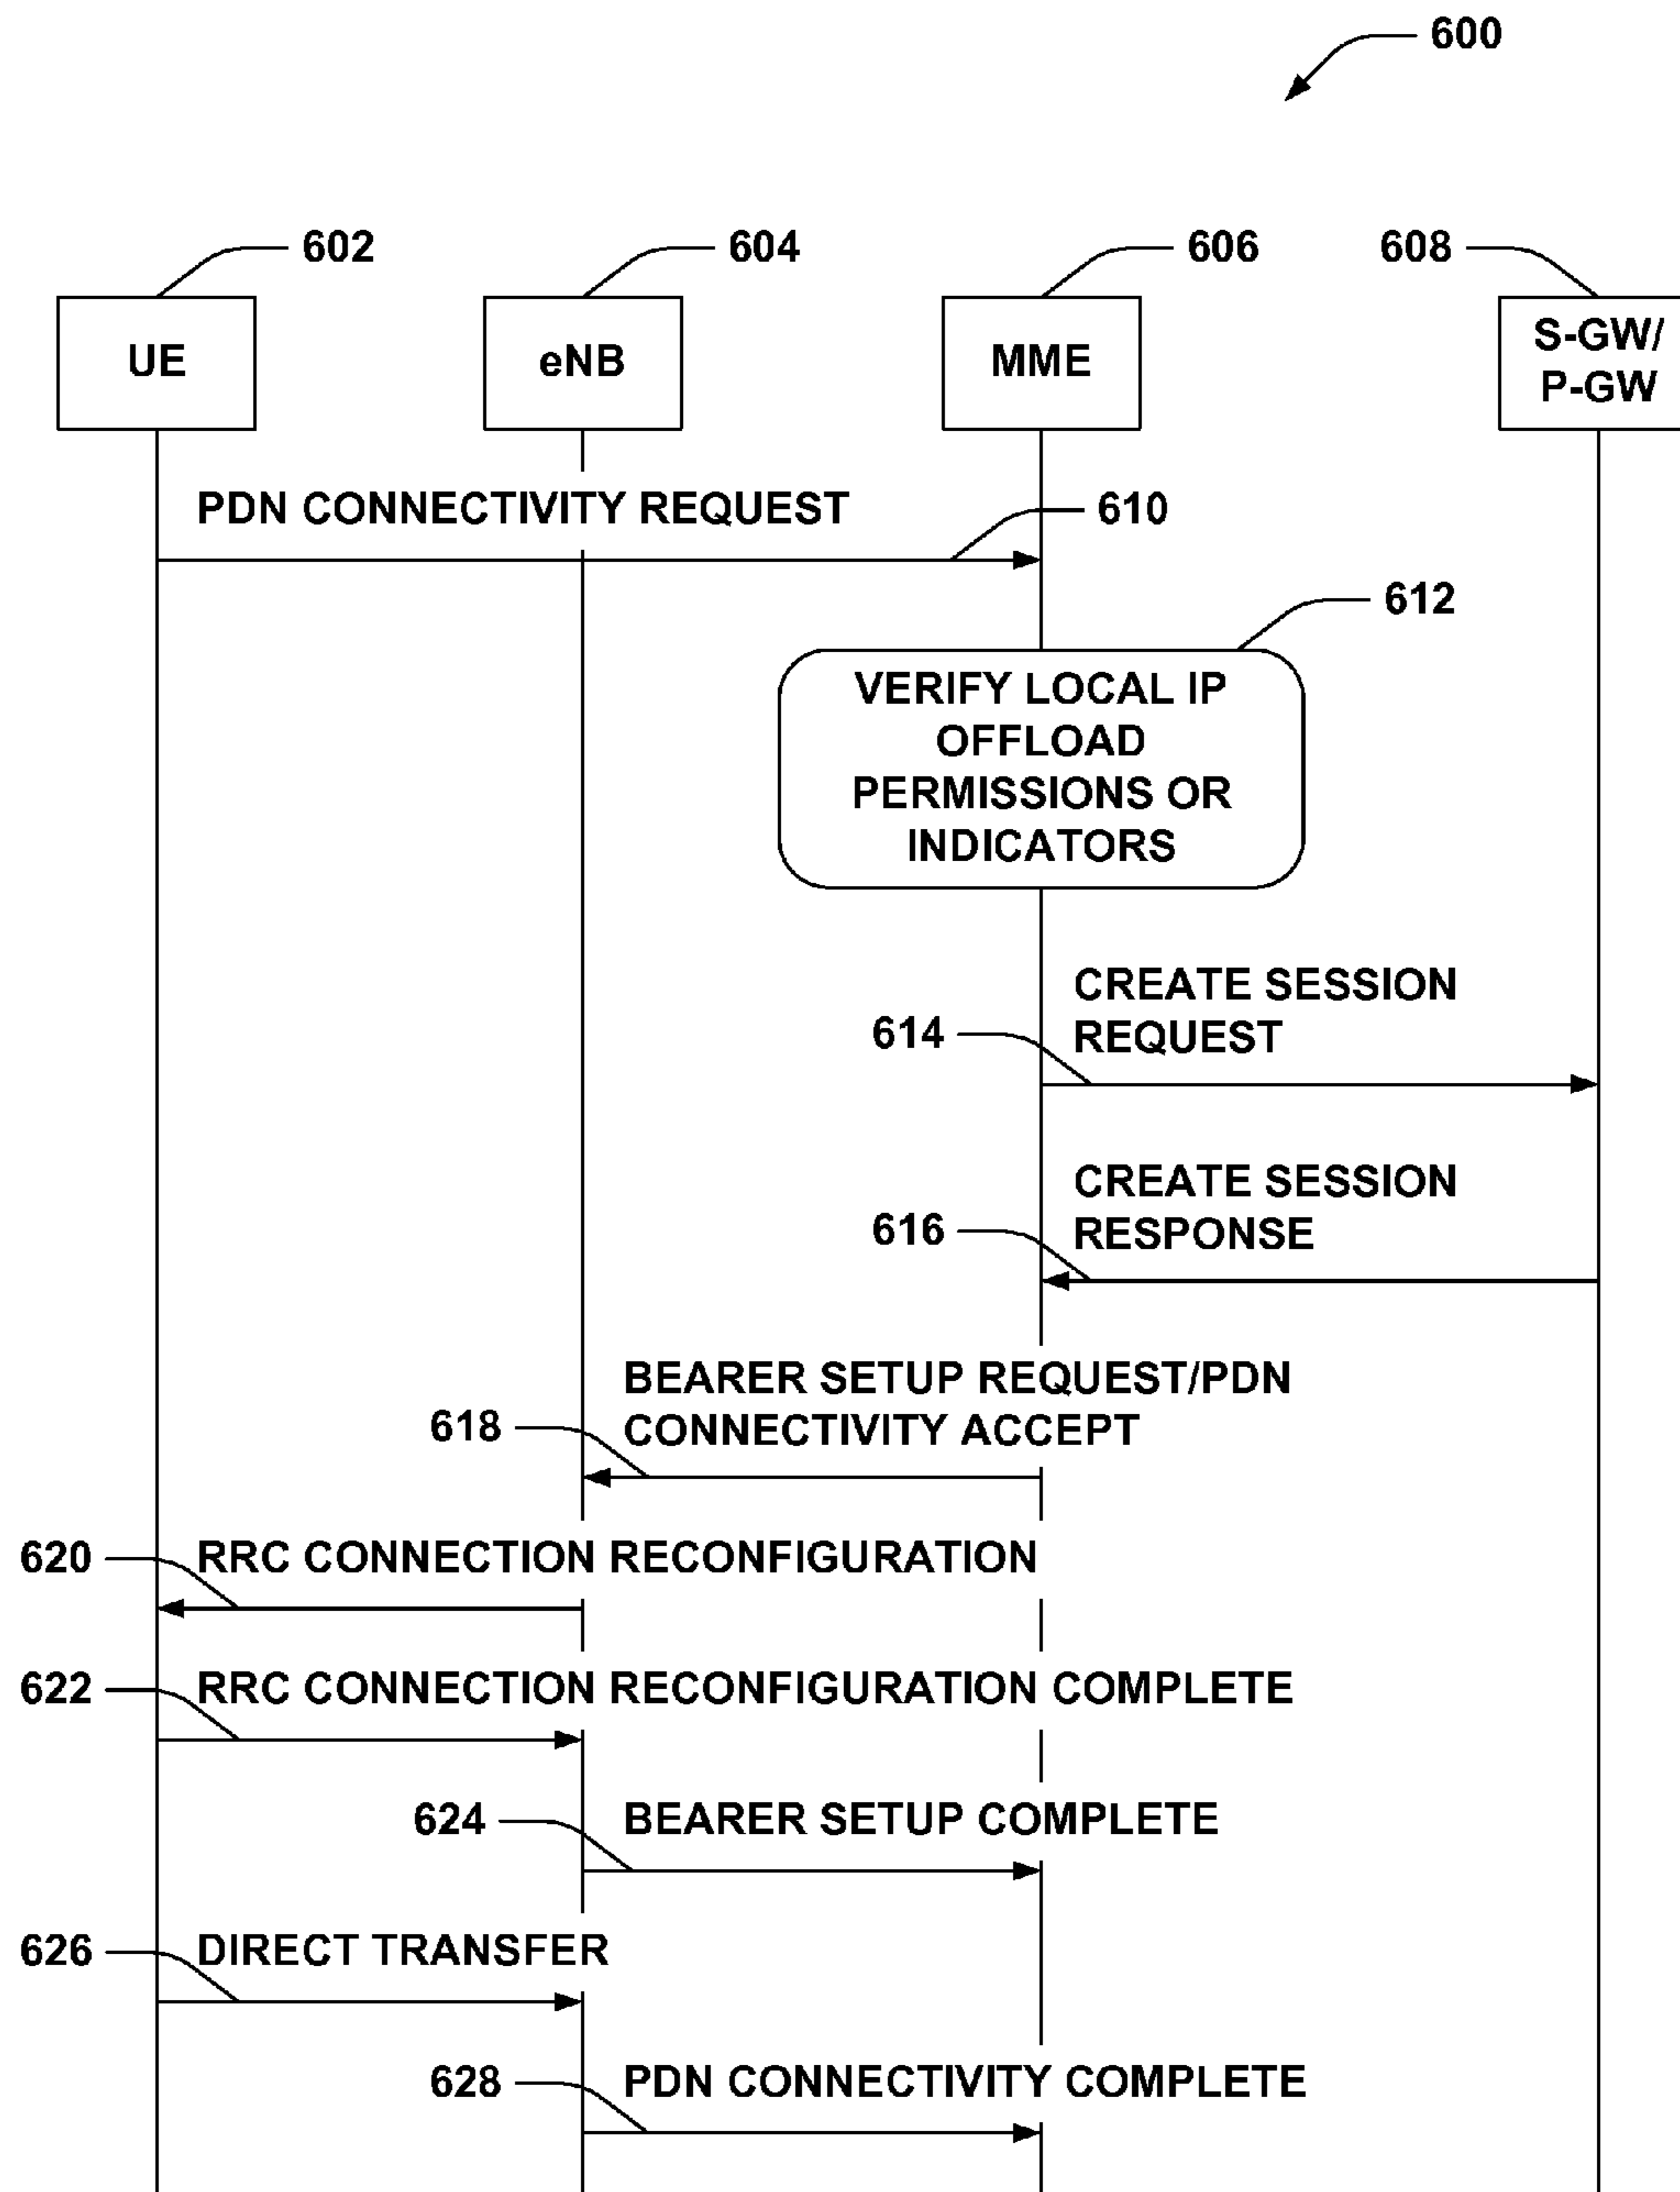 600
602
604
606
608
UE
eNB
MME
S-GW/
P-GW
PDN CONNECTIVITY REQUEST
610
612
VERIFY LOCAL IP
OFFLOAD
PERMISSIONS OR
INDICATORS
CREATE SESSION
REQUEST
614
CREATE SESSION
RESPONSE
616
BEARER SETUP REQUEST/PDN
CONNECTIVITY ACCEPT
618
620
RRC CONNECTION RECONFIGURATION
622
RRC CONNECTION RECONFIGURATION COMPLETE
624
BEARER SETUP COMPLETE
626
DIRECT TRANSFER
628
PDN CONNECTIVITY COMPLETE